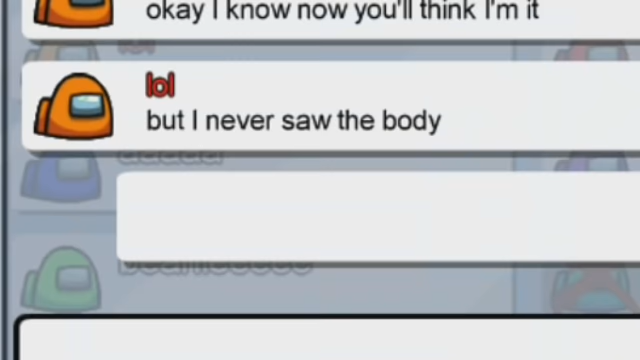 okay I know now you'll think I'm it
lol
but I never saw the body